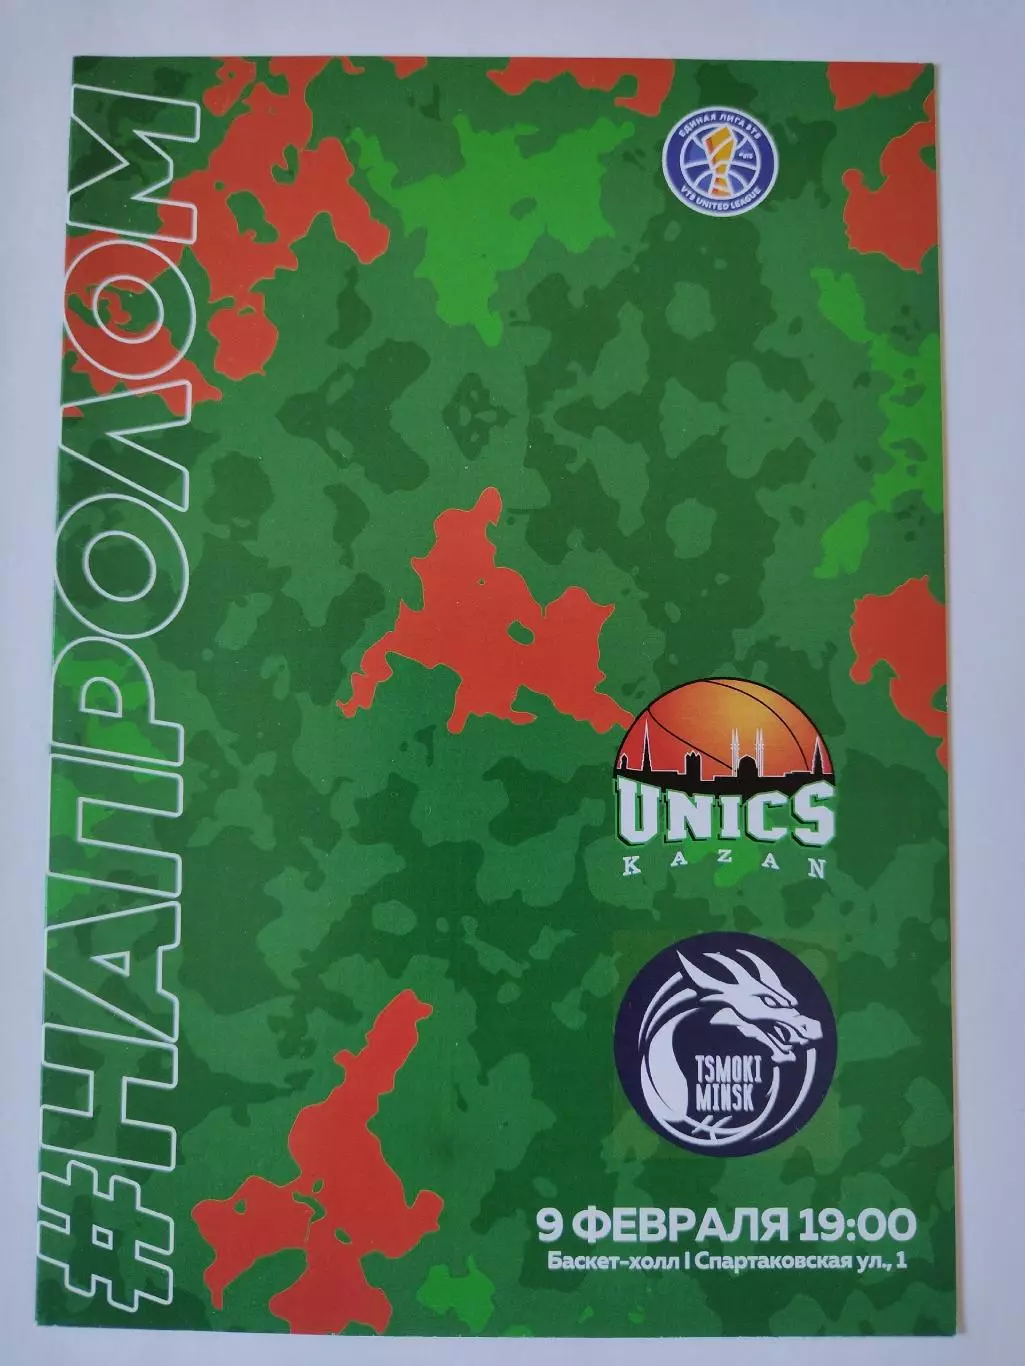 #НАПРОЛОМ
ЕДИНАЯ ЛИГА ВТБ
VTB UNITED LEAGUE
UNICS
KAZAN
TSMOKI
MINSK
9 ФЕВРАЛЯ 19:00
Баскет-холл | Спартаковская ул., 1